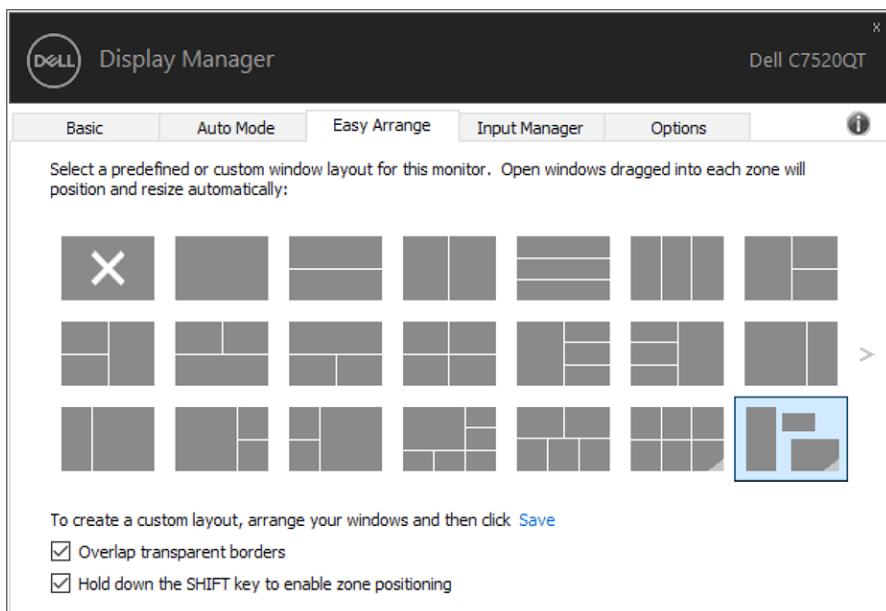 x
DELL Display Manager Dell C7520QT
Basic Auto Mode Easy Arrange Input Manager Options i
Select a predefined or custom window layout for this monitor. Open windows dragged into each zone will
position and resize automatically:
>
To create a custom layout, arrange your windows and then click Save
Overlap transparent borders
Hold down the SHIFT key to enable zone positioning